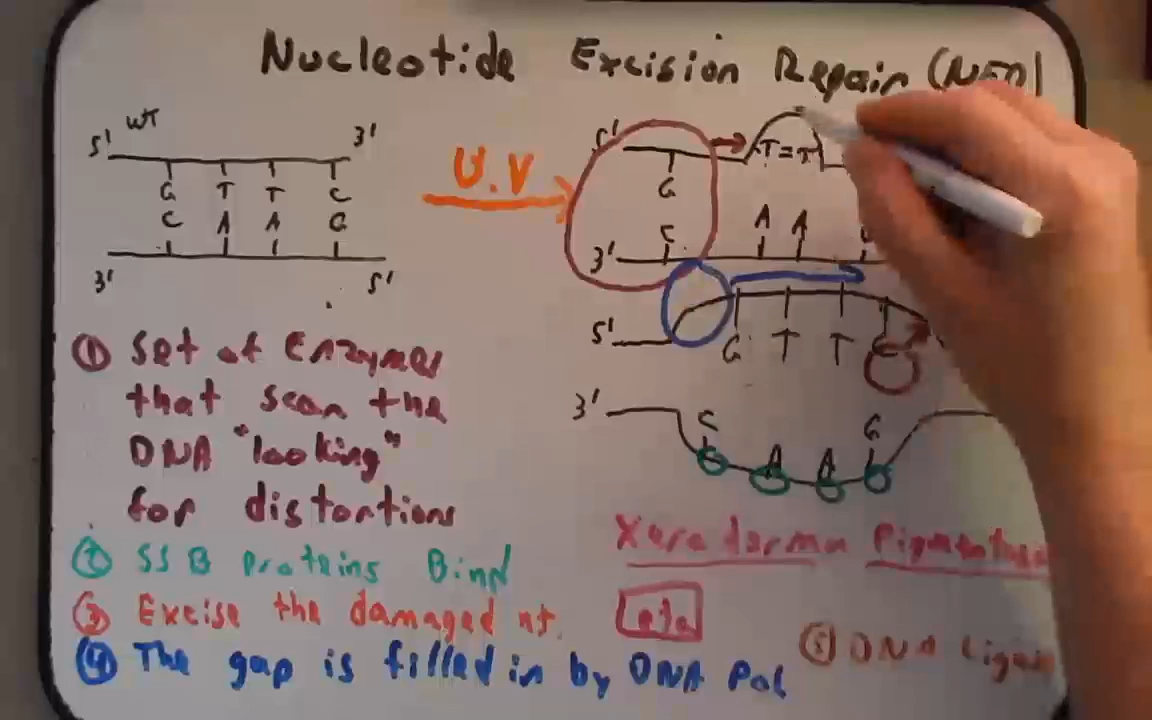 Nucleotide Excision Repair (NER)
5' WT 3'
G T T C
C A A G
3' 5'
U.V
5' T=T
G
C A A
3'
5'
G T T C
3'
C A A G
① Set of Enzymes
that scan the
DNA "looking"
for distortions
② SSB Proteins Bind
③ Excise the damaged nt.
④ The gap is filled in by DNA Pol
Xeroderma Pigmentosa
eta
⑤ DNA Ligase